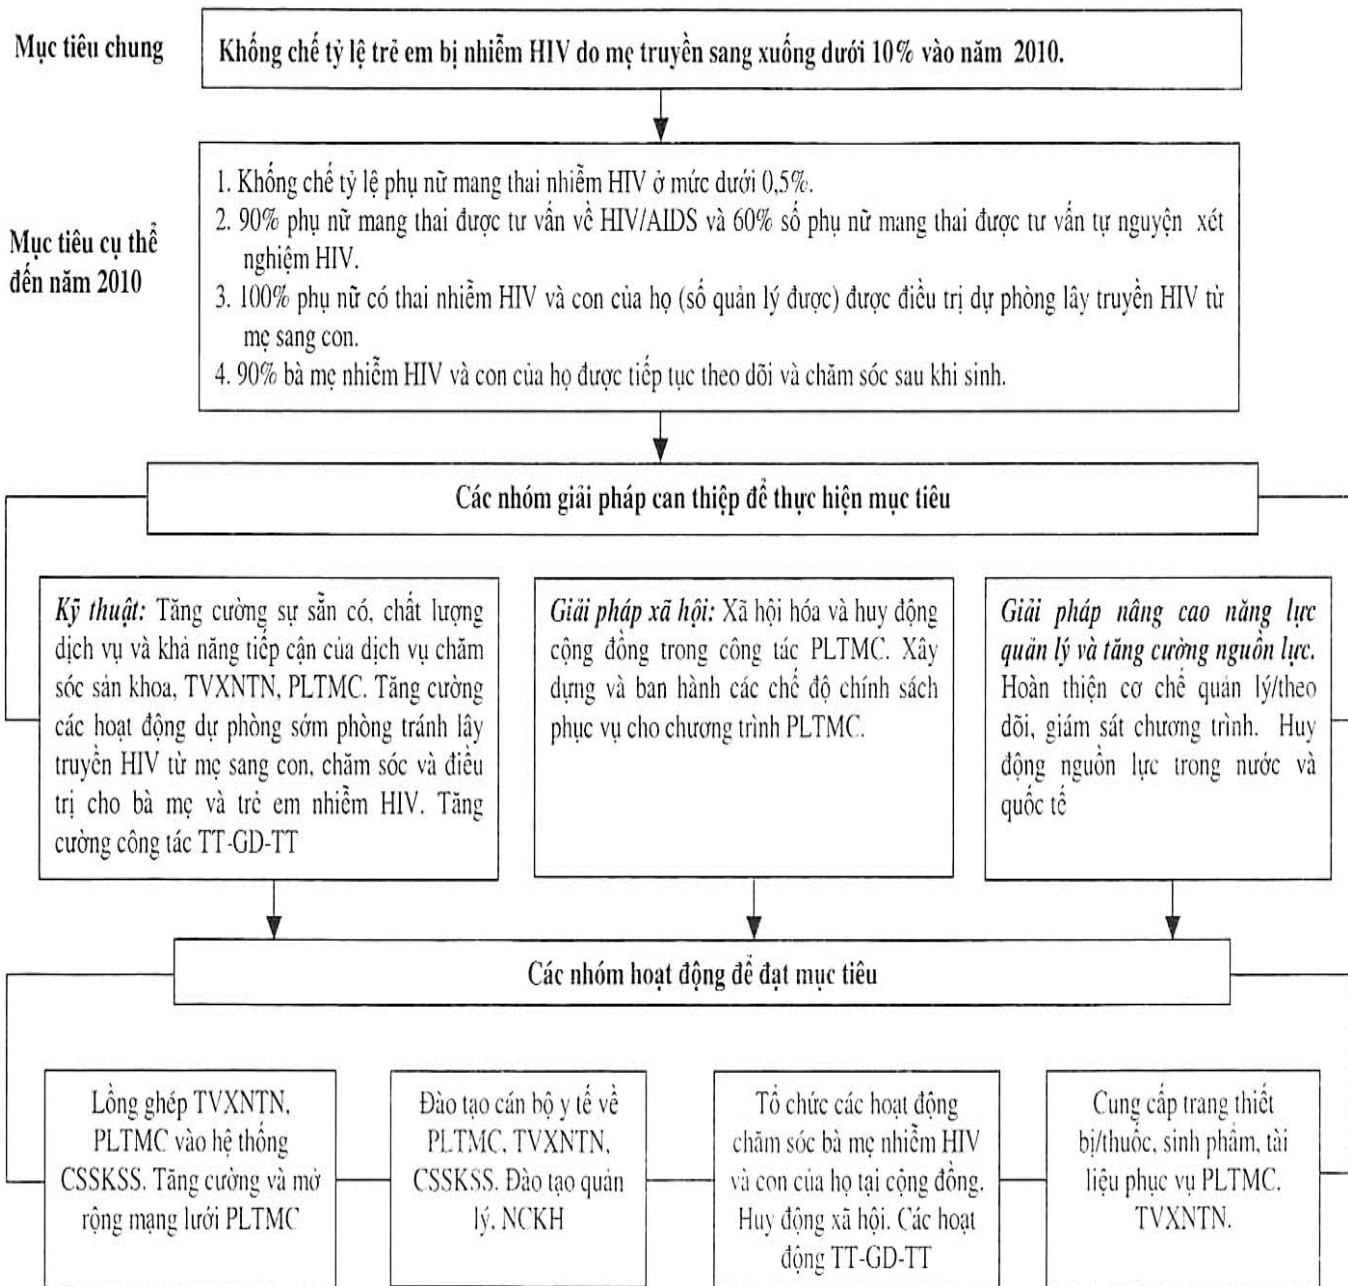 Mục tiêu chung
Khống chế tỷ lệ trẻ em bị nhiễm HIV do mẹ truyền sang xuống dưới 10% vào năm 2010.
Mục tiêu cụ thể
đến năm 2010
1. Khống chế tỷ lệ phụ nữ mang thai nhiễm HIV ở mức dưới 0,5%.
2. 90% phụ nữ mang thai được tư vấn về HIV/AIDS và 60% số phụ nữ mang thai được tư vấn tự nguyện xét
nghiệm HIV.
3. 100% phụ nữ có thai nhiễm HIV và con của họ (số quản lý được) được điều trị dự phòng lây truyền HIV từ
mẹ sang con.
4. 90% bà mẹ nhiễm HIV và con của họ được tiếp tục theo dõi và chăm sóc sau khi sinh.
Các nhóm giải pháp can thiệp để thực hiện mục tiêu
Kỹ thuật: Tăng cường sự sẵn có, chất lượng
dịch vụ và khả năng tiếp cận của dịch vụ chăm
sóc sản khoa, TVXNTN, PLTMC. Tăng cường
các hoạt động dự phòng sớm phòng tránh lây
truyền HIV từ mẹ sang con, chăm sóc và điều
trị cho bà mẹ và trẻ em nhiễm HIV. Tăng
cường công tác TT-GD-TT
Giải pháp xã hội: Xã hội hóa và huy động
cộng đồng trong công tác PLTMC. Xây
dựng và ban hành các chế độ chính sách
phục vụ cho chương trình PLTMC.
Giải pháp nâng cao năng lực
quản lý và tăng cường nguồn lực.
Hoàn thiện cơ chế quản lý/theo
dõi, giám sát chương trình. Huy
động nguồn lực trong nước và
quốc tế
Các nhóm hoạt động để đạt mục tiêu
Lồng ghép TVXNTN,
PLTMC vào hệ thống
CSSKSS. Tăng cường và mở
rộng mạng lưới PLTMC
Đào tạo cán bộ y tế về
PLTMC, TVXNTN,
CSSKSS. Đào tạo quản
lý, NCKH
Tổ chức các hoạt động
chăm sóc bà mẹ nhiễm HIV
và con của họ tại cộng đồng.
Huy động xã hội. Các hoạt
động TT-GD-TT
Cung cấp trang thiết
bị/thuốc, sinh phẩm, tài
liệu phục vụ PLTMC.
TVXNTN.